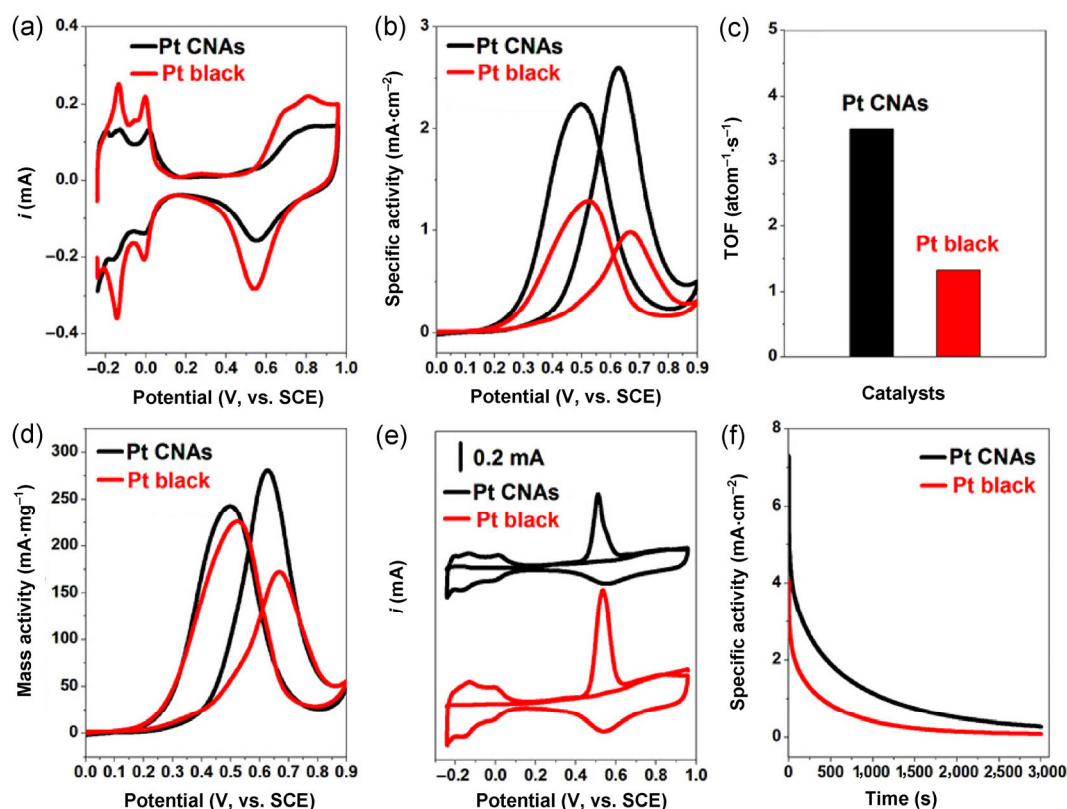 (a)
Pt CNAs
Pt black
0.4
0.2
0.0
–0.2
–0.4
i (mA)
–0.2 0.0 0.2 0.4 0.6 0.8 1.0
Potential (V, vs. SCE)
(b)
Pt CNAs
Pt black
3
2
1
0
Specific activity (mA·cm⁻²)
0.0 0.1 0.2 0.3 0.4 0.5 0.6 0.7 0.8 0.9
Potential (V, vs. SCE)
(c)
5
4
3
2
1
0
TOF (atom⁻¹·s⁻¹)
Pt CNAs
Pt black
Catalysts
(d)
Pt CNAs
Pt black
300
250
200
150
100
50
0
Mass activity (mA·mg⁻¹)
0.0 0.1 0.2 0.3 0.4 0.5 0.6 0.7 0.8 0.9
Potential (V, vs. SCE)
(e)
0.2 mA
Pt CNAs
Pt black
i (mA)
–0.2 0.0 0.2 0.4 0.6 0.8 1.0
Potential (V, vs. SCE)
(f)
Pt CNAs
Pt black
8
6
4
2
0
Specific activity (mA·cm⁻²)
0 500 1,000 1,500 2,000 2,500 3,000
Time (s)